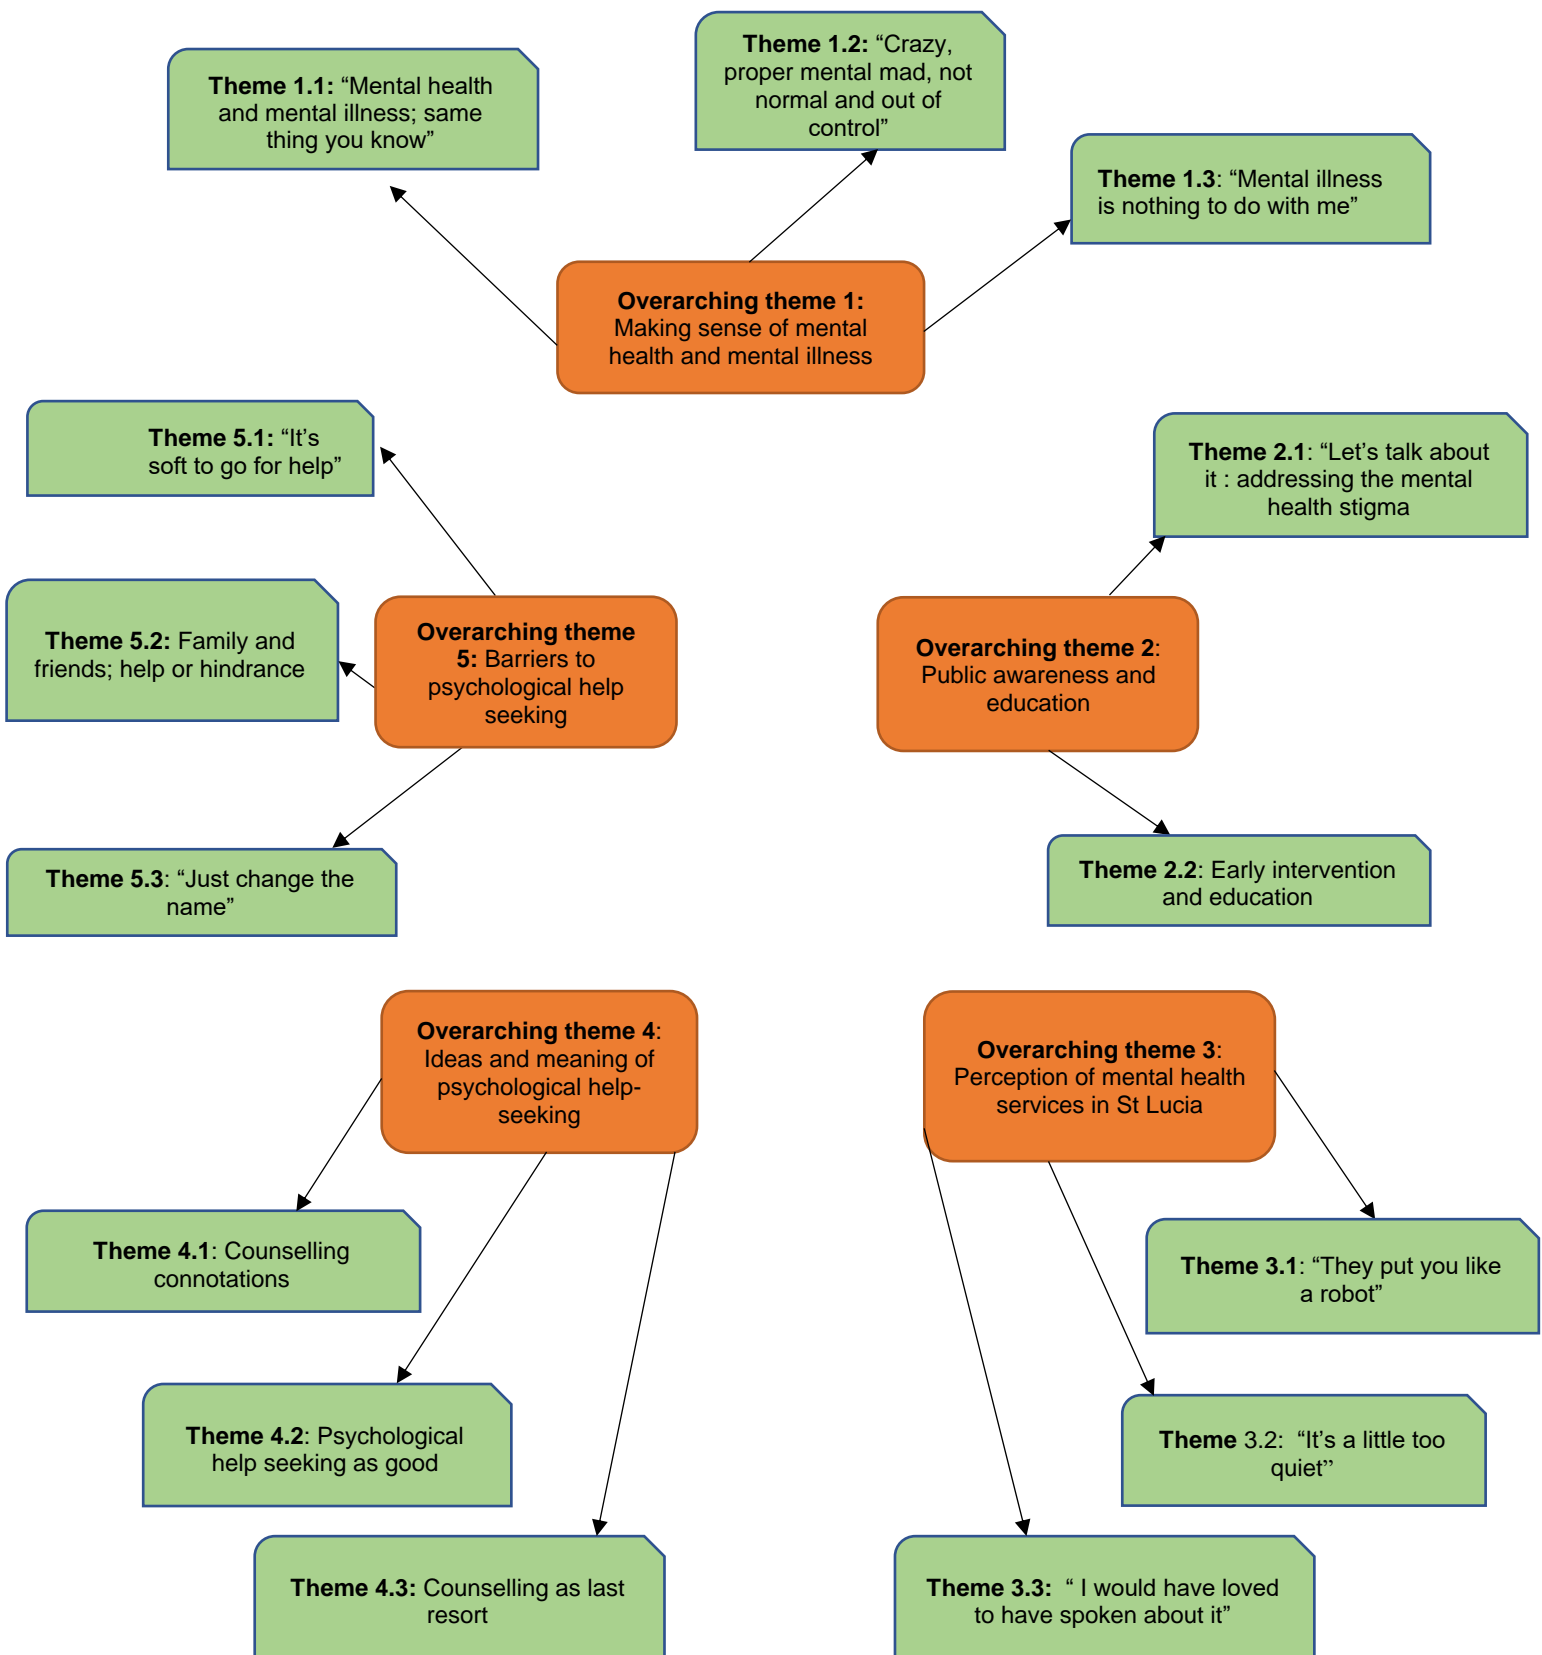 Theme 1.1: “Mental health
and mental illness; same
thing you know”
Theme 1.2: “Crazy,
proper mental mad, not
normal and out of
control”
Theme 1.3: “Mental illness
is nothing to do with me”
Overarching theme 1:
Making sense of mental
health and mental illness
Theme 5.1: “It’s
soft to go for help”
Theme 2.1: “Let’s talk about
it : addressing the mental
health stigma
Theme 5.2: Family and
friends; help or hindrance
Overarching theme
5: Barriers to
psychological help
seeking
Overarching theme 2:
Public awareness and
education
Theme 5.3: “Just change the
name”
Theme 2.2: Early intervention
and education
Overarching theme 4:
Ideas and meaning of
psychological help-
seeking
Overarching theme 3:
Perception of mental health
services in St Lucia
Theme 4.1: Counselling
connotations
Theme 3.1: “They put you like
a robot”
Theme 4.2: Psychological
help seeking as good
Theme 3.2: “It’s a little too
quiet”
Theme 4.3: Counselling as last
resort
Theme 3.3: “ I would have loved
to have spoken about it”